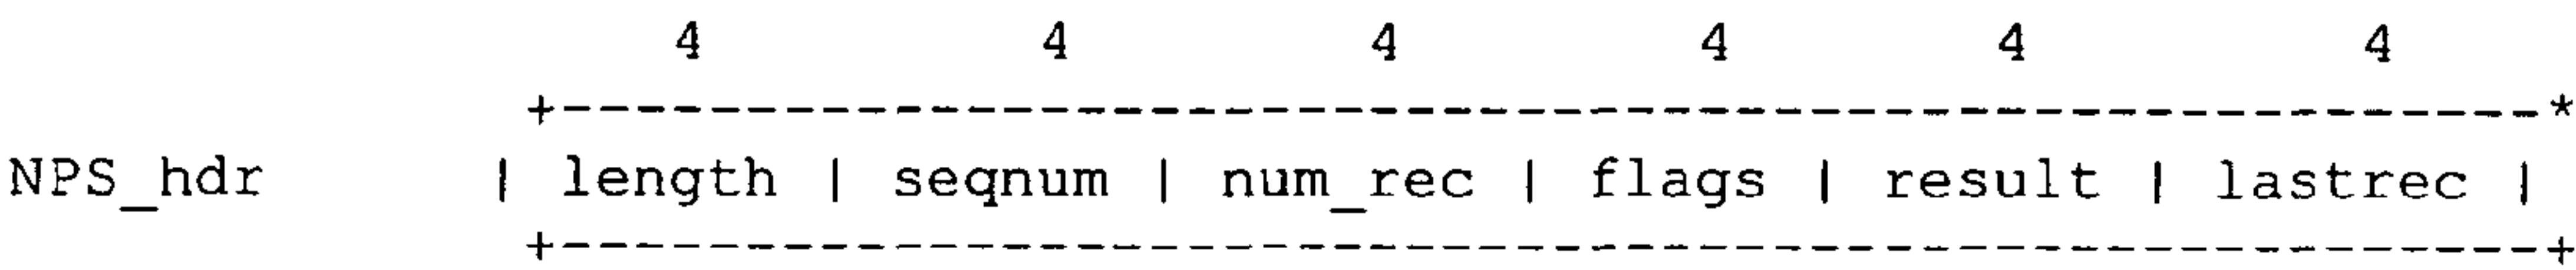 4 4 4 4 4 4
+------------------------------------------------------*
NPS_hdr | length | seqnum | num_rec | flags | result | lastrec |
+------------------------------------------------------+